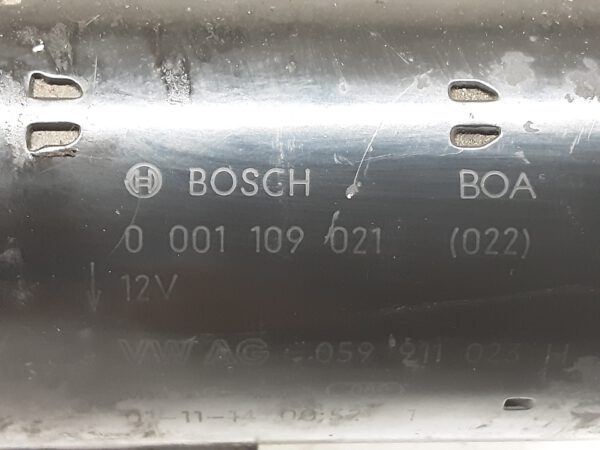 BOSCH BOA
0 001 109 021 (022)
12V
VW AG 059 911 023 H